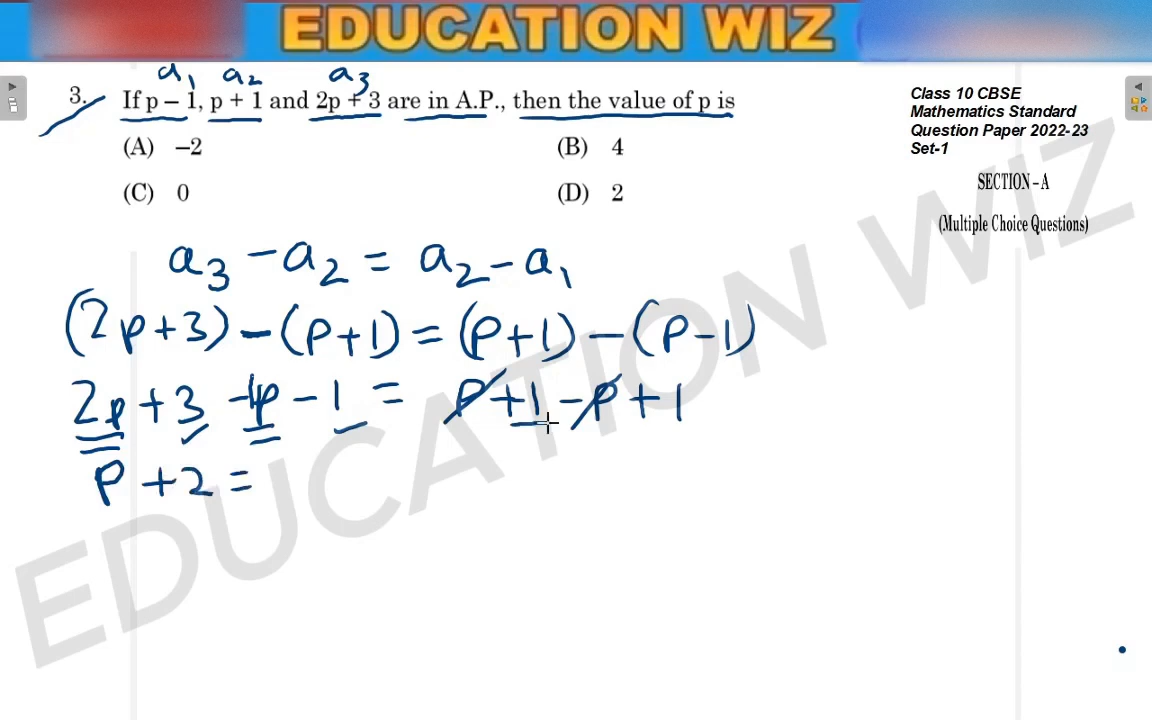 EDUCATION WIZ
a₁ a₂ a₃
3. If p – 1, p + 1 and 2p + 3 are in A.P., then the value of p is
(A) –2
(B) 4
(C) 0
(D) 2
a₃ - a₂ = a₂ - a₁
(2p+3) - (p+1) = (p+1) - (p-1)
2p + 3 -1p - 1 = p + 1 - p + 1
p + 2 =
Class 10 CBSE
Mathematics Standard
Question Paper 2022-23
Set-1
SECTION – A
(Multiple Choice Questions)
EDUCATION WIZ